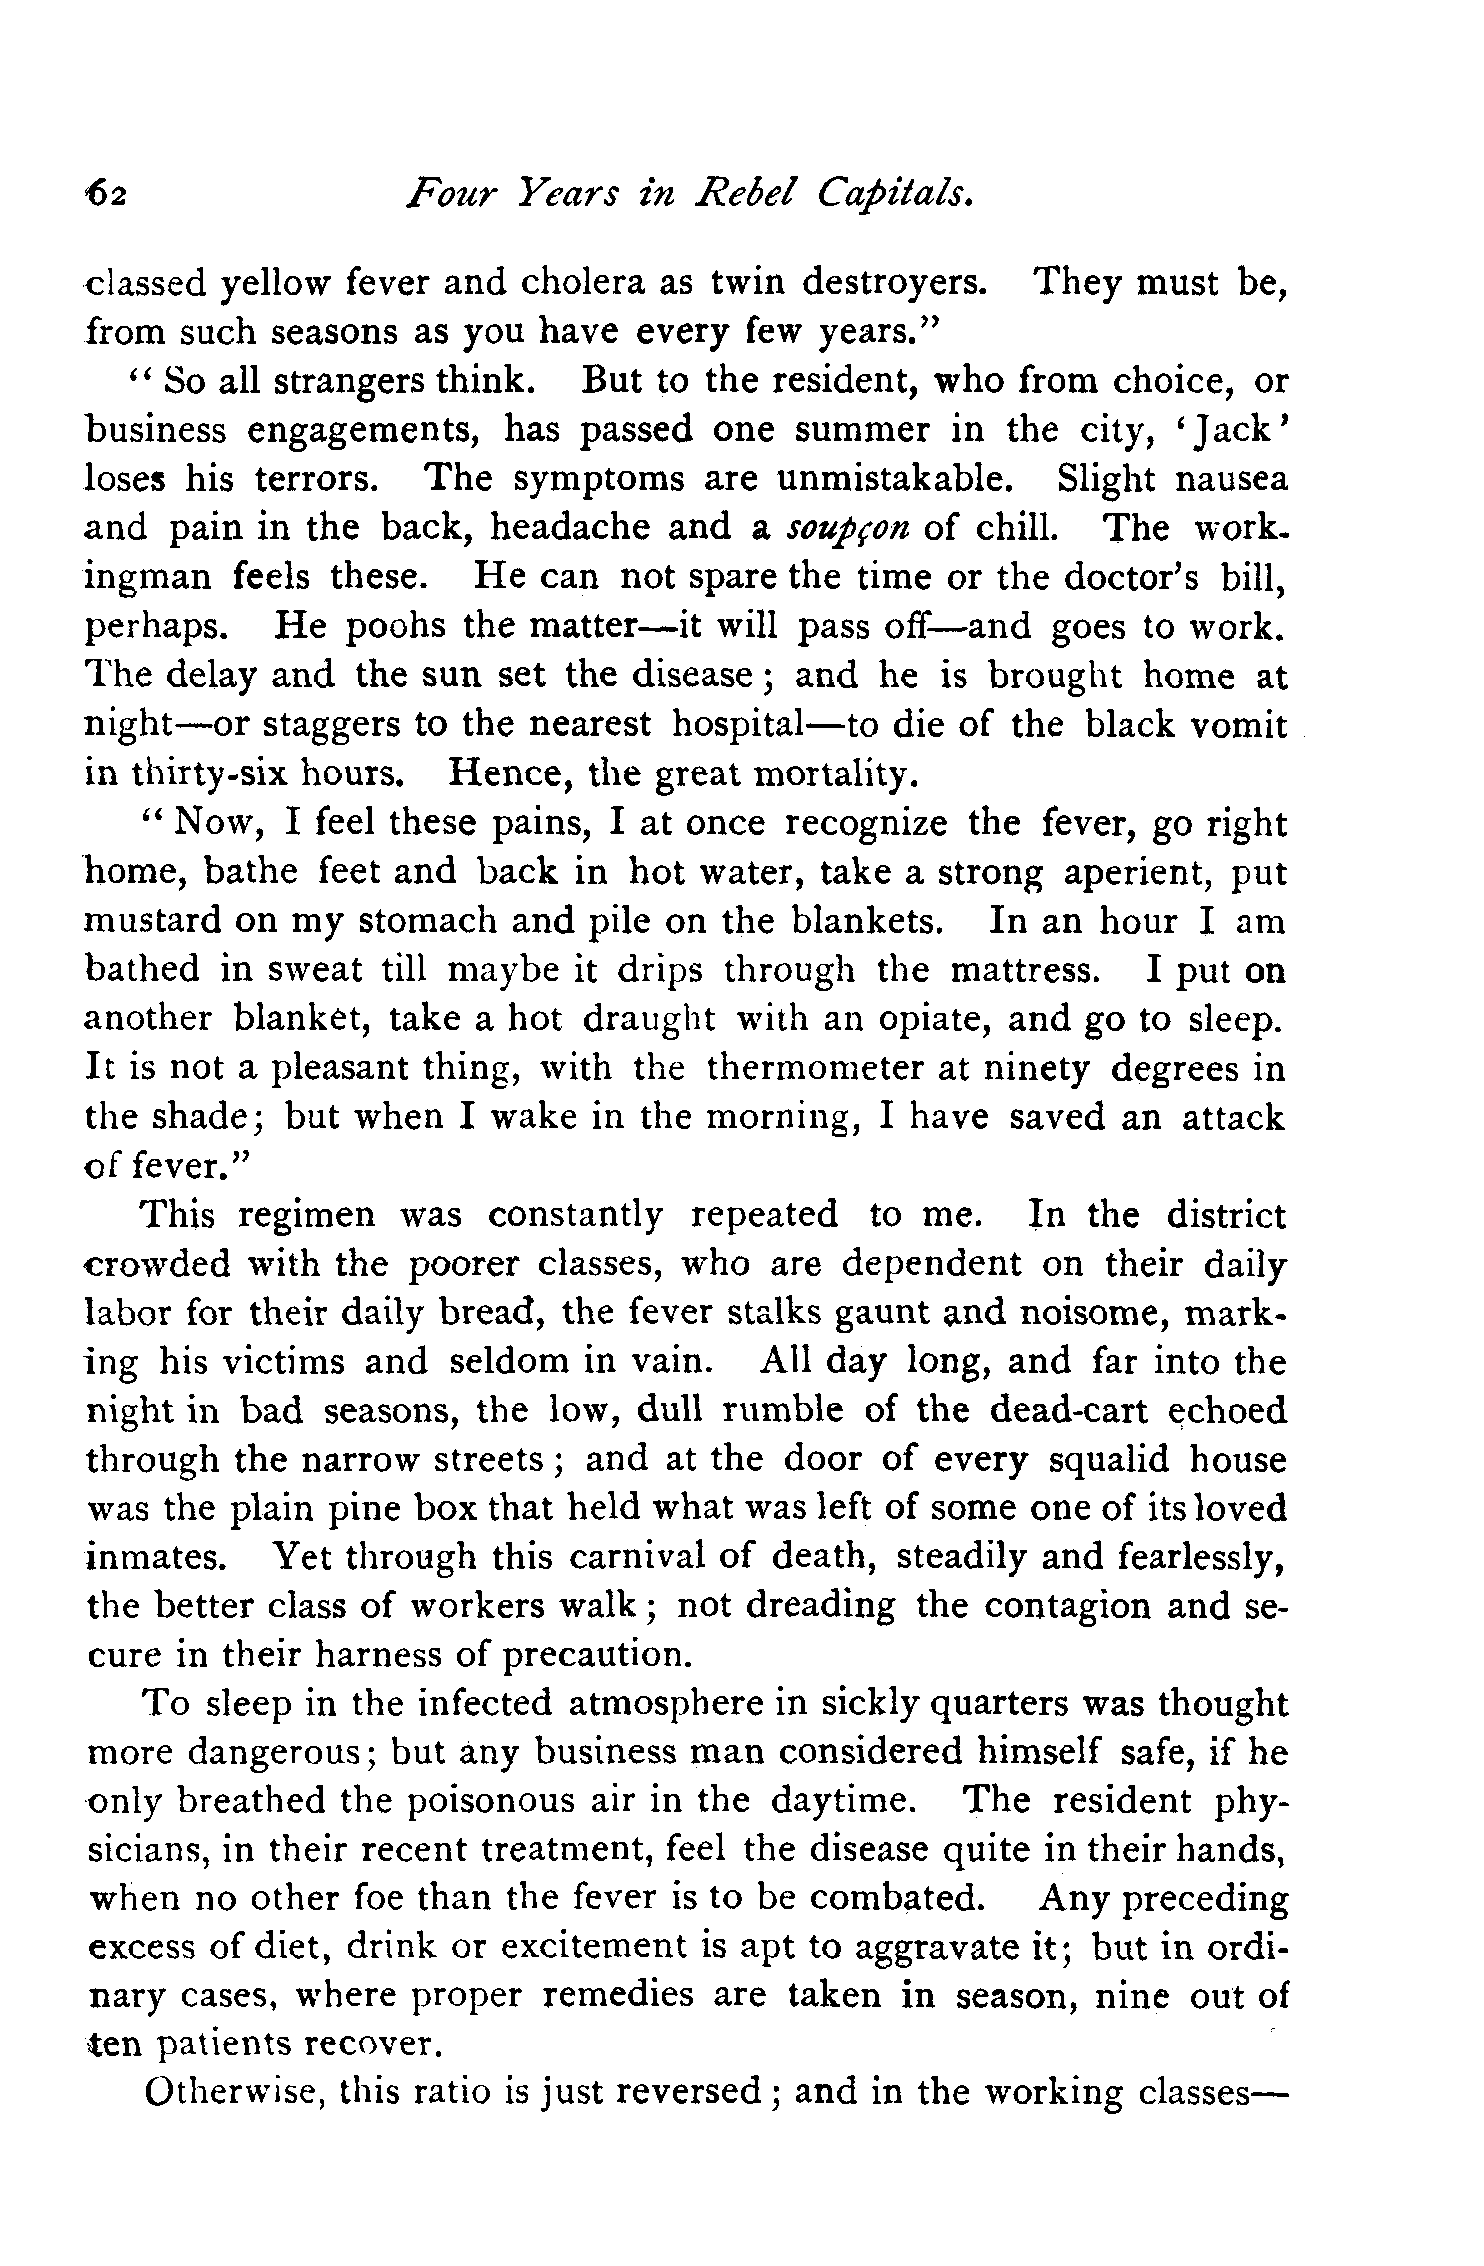 62 Four Years in Rebel Capitals.
classed yellow fever and cholera as twin destroyers. They must be,
from such seasons as you have every few years."
"So all strangers think. But to the resident, who from choice, or
business engagements, has passed one summer in the city, 'Jack'
loses his terrors. The symptoms are unmistakable. Slight nausea
and pain in the back, headache and a soupçon of chill. The work-
ingman feels these. He can not spare the time or the doctor's bill,
perhaps. He poohs the matter—it will pass off—and goes to work.
The delay and the sun set the disease; and he is brought home at
night—or staggers to the nearest hospital—to die of the black vomit
in thirty-six hours. Hence, the great mortality.
"Now, I feel these pains, I at once recognize the fever, go right
home, bathe feet and back in hot water, take a strong aperient, put
mustard on my stomach and pile on the blankets. In an hour I am
bathed in sweat till maybe it drips through the mattress. I put on
another blanket, take a hot draught with an opiate, and go to sleep.
It is not a pleasant thing, with the thermometer at ninety degrees in
the shade; but when I wake in the morning, I have saved an attack
of fever."
This regimen was constantly repeated to me. In the district
crowded with the poorer classes, who are dependent on their daily
labor for their daily bread, the fever stalks gaunt and noisome, mark-
ing his victims and seldom in vain. All day long, and far into the
night in bad seasons, the low, dull rumble of the dead-cart echoed
through the narrow streets; and at the door of every squalid house
was the plain pine box that held what was left of some one of its loved
inmates. Yet through this carnival of death, steadily and fearlessly,
the better class of workers walk; not dreading the contagion and se-
cure in their harness of precaution.
To sleep in the infected atmosphere in sickly quarters was thought
more dangerous; but any business man considered himself safe, if he
only breathed the poisonous air in the daytime. The resident phy-
sicians, in their recent treatment, feel the disease quite in their hands,
when no other foe than the fever is to be combated. Any preceding
excess of diet, drink or excitement is apt to aggravate it; but in ordi-
nary cases, where proper remedies are taken in season, nine out of
ten patients recover.
Otherwise, this ratio is just reversed; and in the working classes—